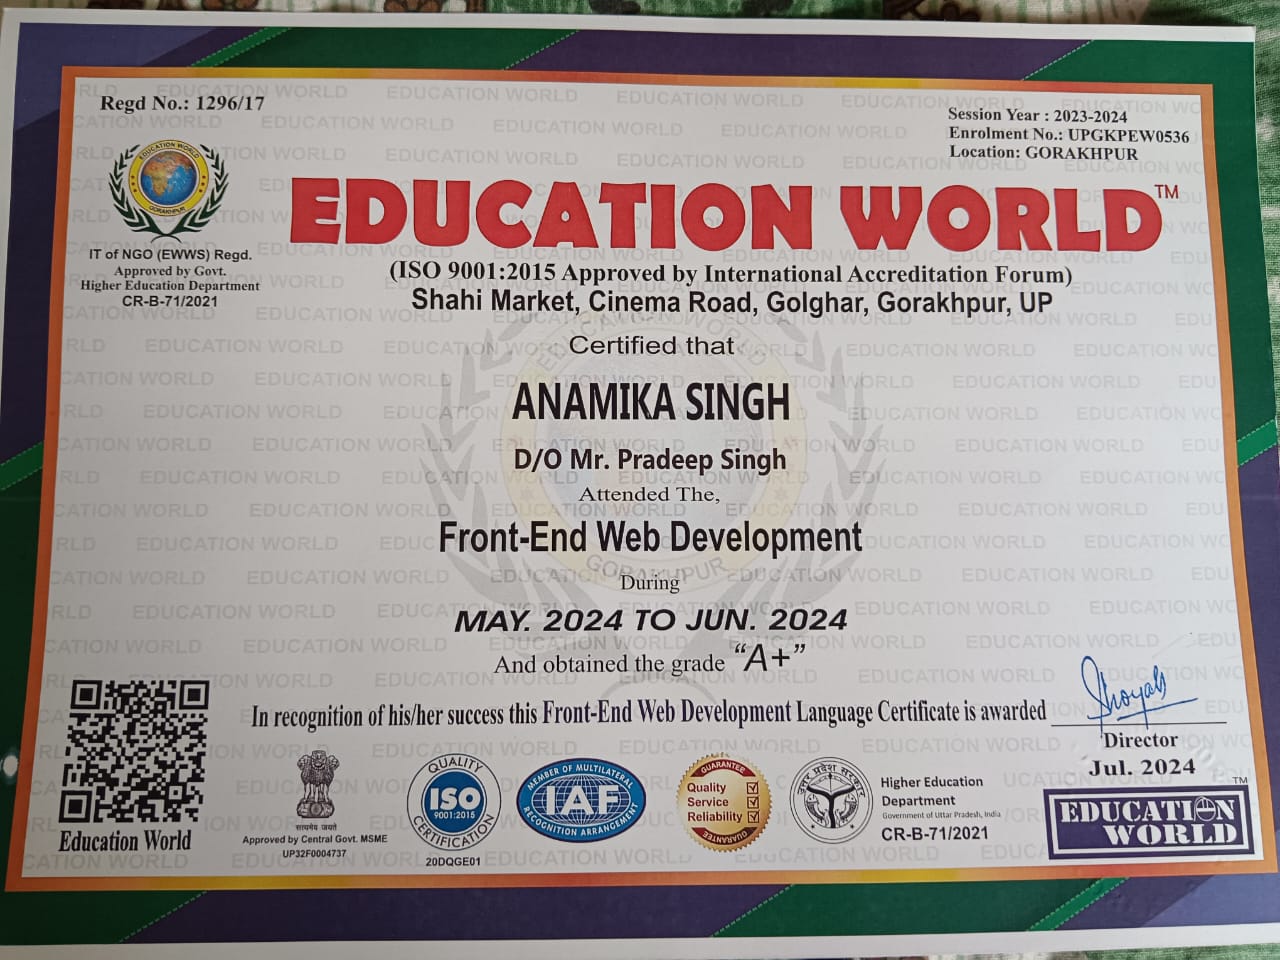 Regd No.: 1296/17
Session Year : 2023-2024
Enrolment No.: UPGKPEW0536
Location: GORAKHPUR
EDUCATION WORLD
GORAKHPUR
IT of NGO (EWWS) Regd.
Approved by Govt.
Higher Education Department
CR-B-71/2021
EDUCATION WORLD™
(ISO 9001:2015 Approved by International Accreditation Forum)
Shahi Market, Cinema Road, Golghar, Gorakhpur, UP
Certified that
ANAMIKA SINGH
D/O Mr. Pradeep Singh
Attended The,
Front-End Web Development
During
MAY. 2024 TO JUN. 2024
And obtained the grade “A+”
In recognition of his/her success this Front-End Web Development Language Certificate is awarded
Director
Jul. 2024
Education World
सत्यमेव जयते
Approved by Central Govt. MSME
UP32F0004737
QUALITY
ISO
9001:2015
CERTIFICATION
20DQGE01
MEMBER OF MULTILATERAL
IAF
RECOGNITION ARRANGEMENT
GUARANTEE
Quality
Service
Reliability
GUARANTEE
उत्तर प्रदेश सरकार
Higher Education
Department
Government of Uttar Pradesh, India
CR-B-71/2021
EDUCATION
WORLD™